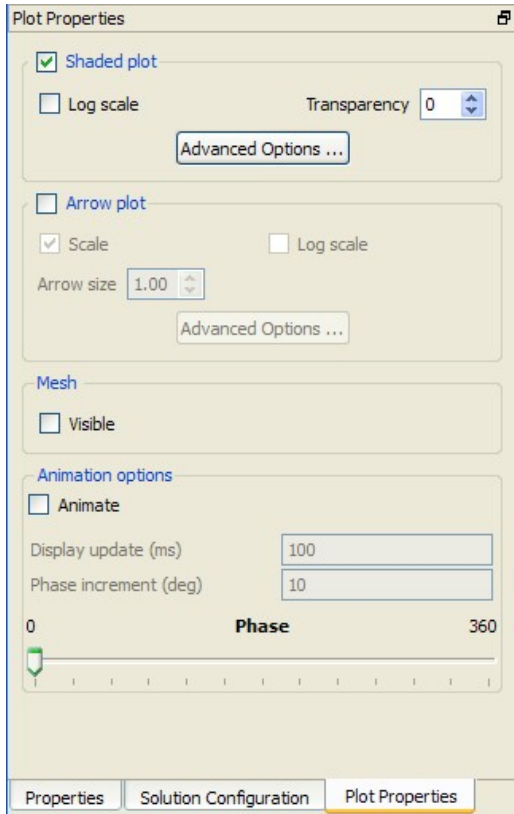 Plot Properties
Shaded plot
Log scale Transparency 0
Advanced Options ...
Arrow plot
Scale Log scale
Arrow size 1.00
Advanced Options ...
Mesh
Visible
Animation options
Animate
Display update (ms) 100
Phase increment (deg) 10
0 Phase 360
Properties Solution Configuration Plot Properties